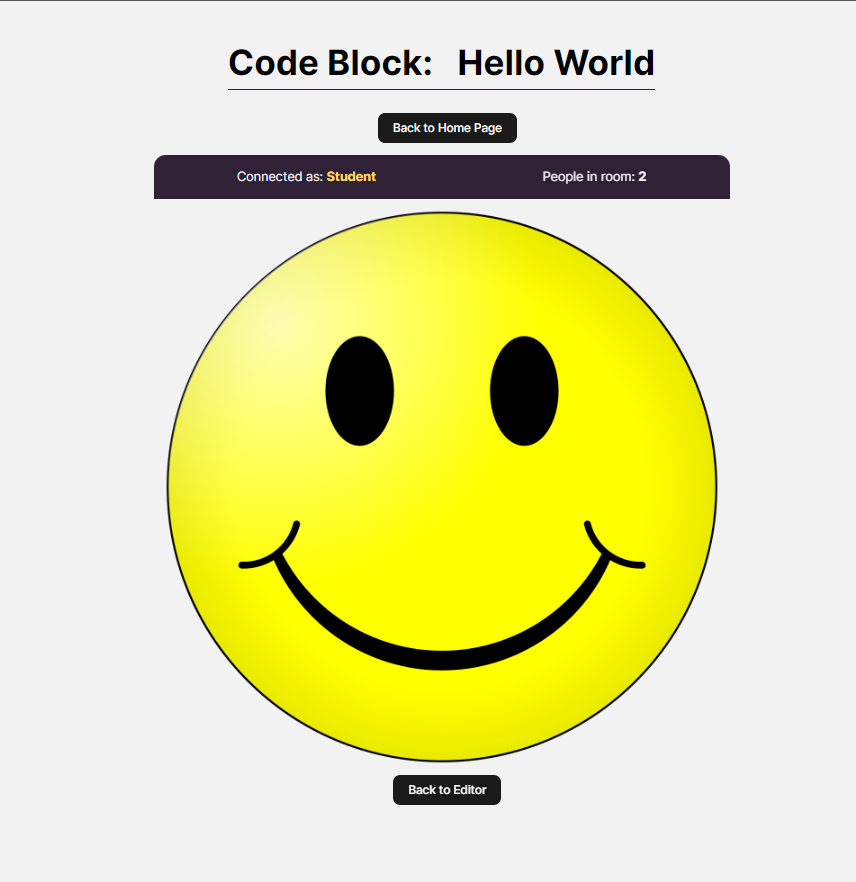 Code Block: Hello World
Back to Home Page
Connected as: Student People in room: 2
Back to Editor